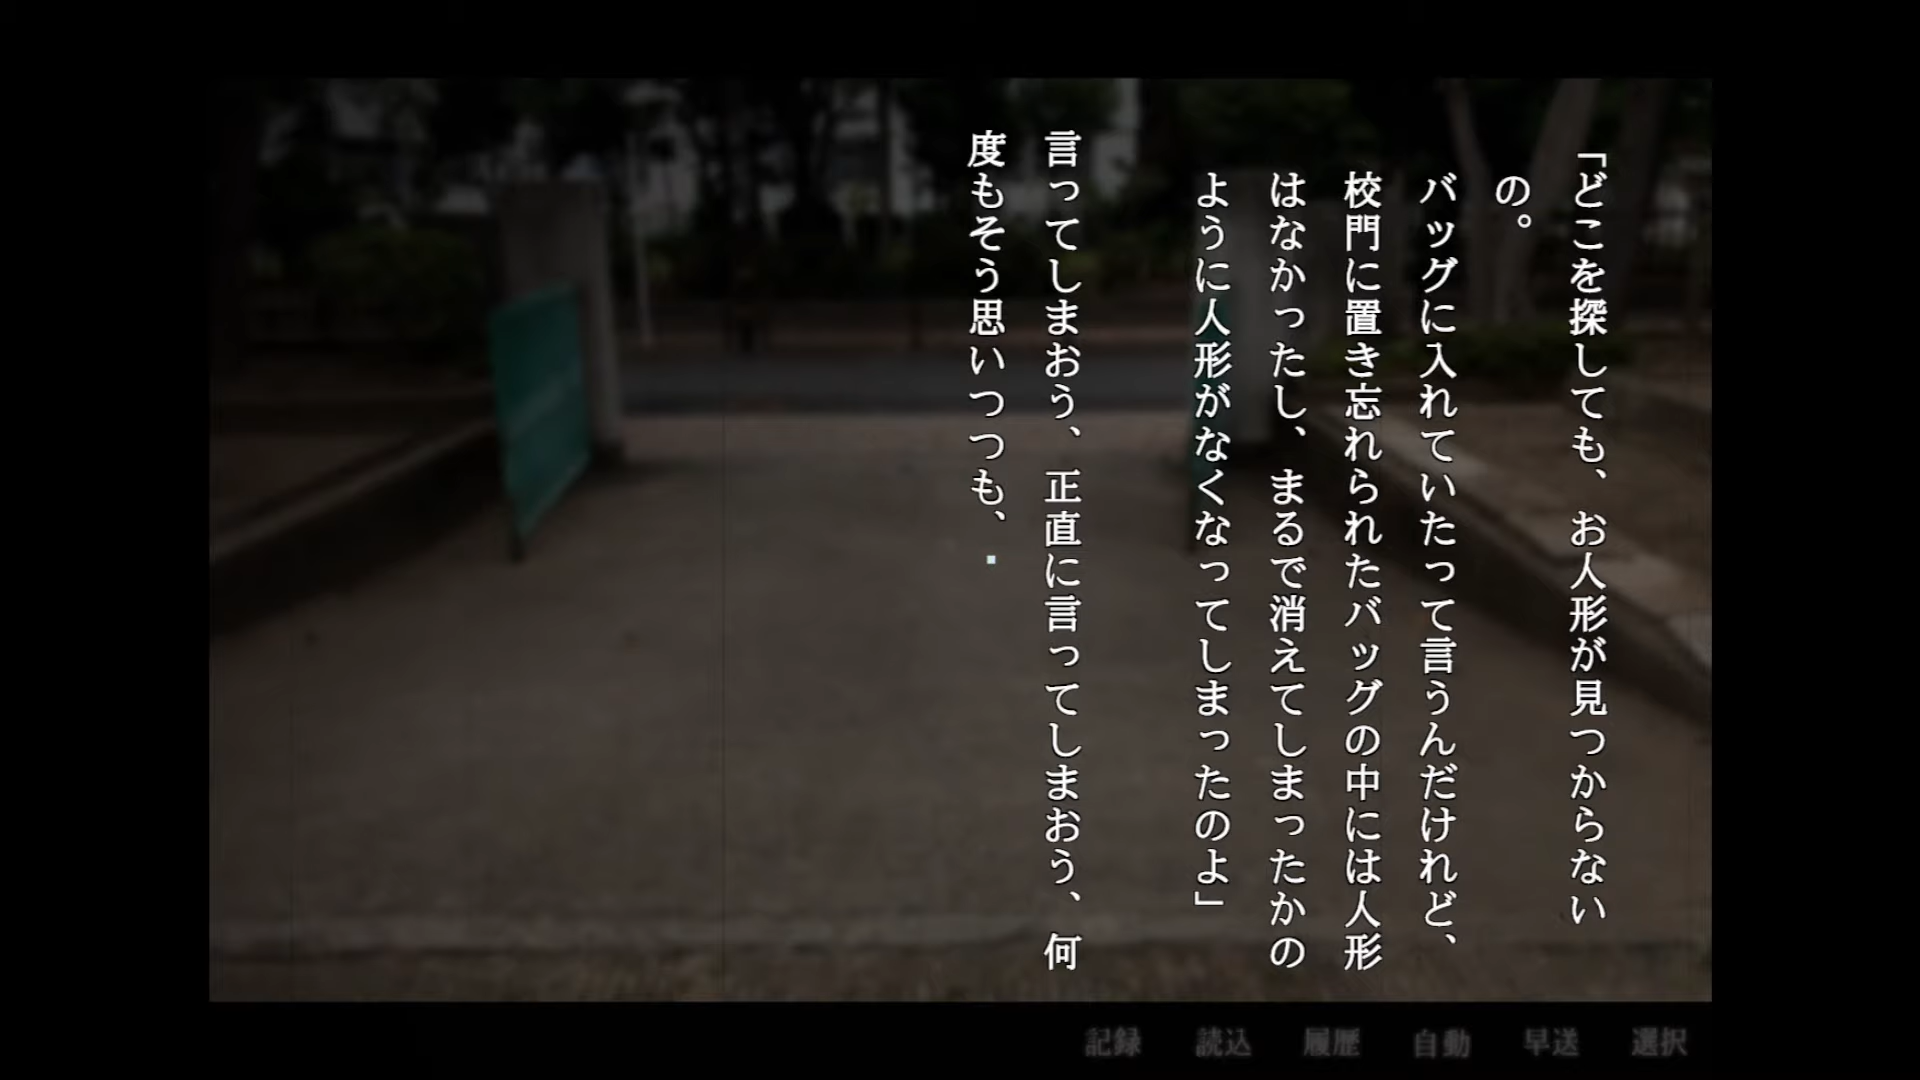 「どこを探しても、お人形が見つからない
の。
バッグに入れていたって言うんだけれど、
校門に置き忘れられたバッグの中には人形
はなかったし、まるで消えてしまったかの
ように人形がなくなってしまったのよ」
言ってしまおう、正直に言ってしまおう、何
度もそう思いつつも、
記録 読込 履歴 自動 早送 選択